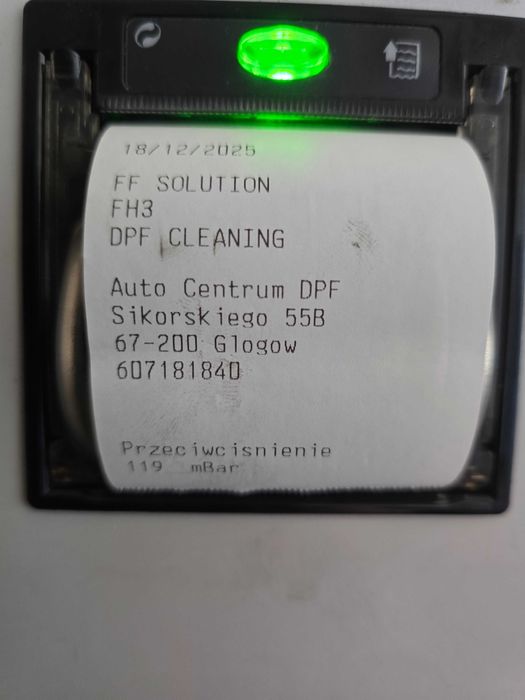 18/12/2025
FF SOLUTION
FH3
DPF CLEANING
Auto Centrum DPF
Sikorskiego 55B
67-200 Glogow
607181840
Przeciwcisnienie
119 mBar